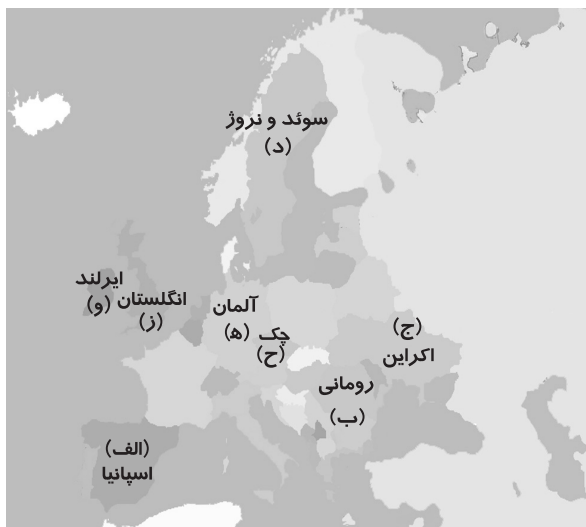 سوئد و نروژ
(د)
ایرلند
(و)
انگلستان
(ز)
آلمان
(ه)
چک
(ح)
(ج)
اکراین
رومانی
(ب)
(الف)
اسپانیا